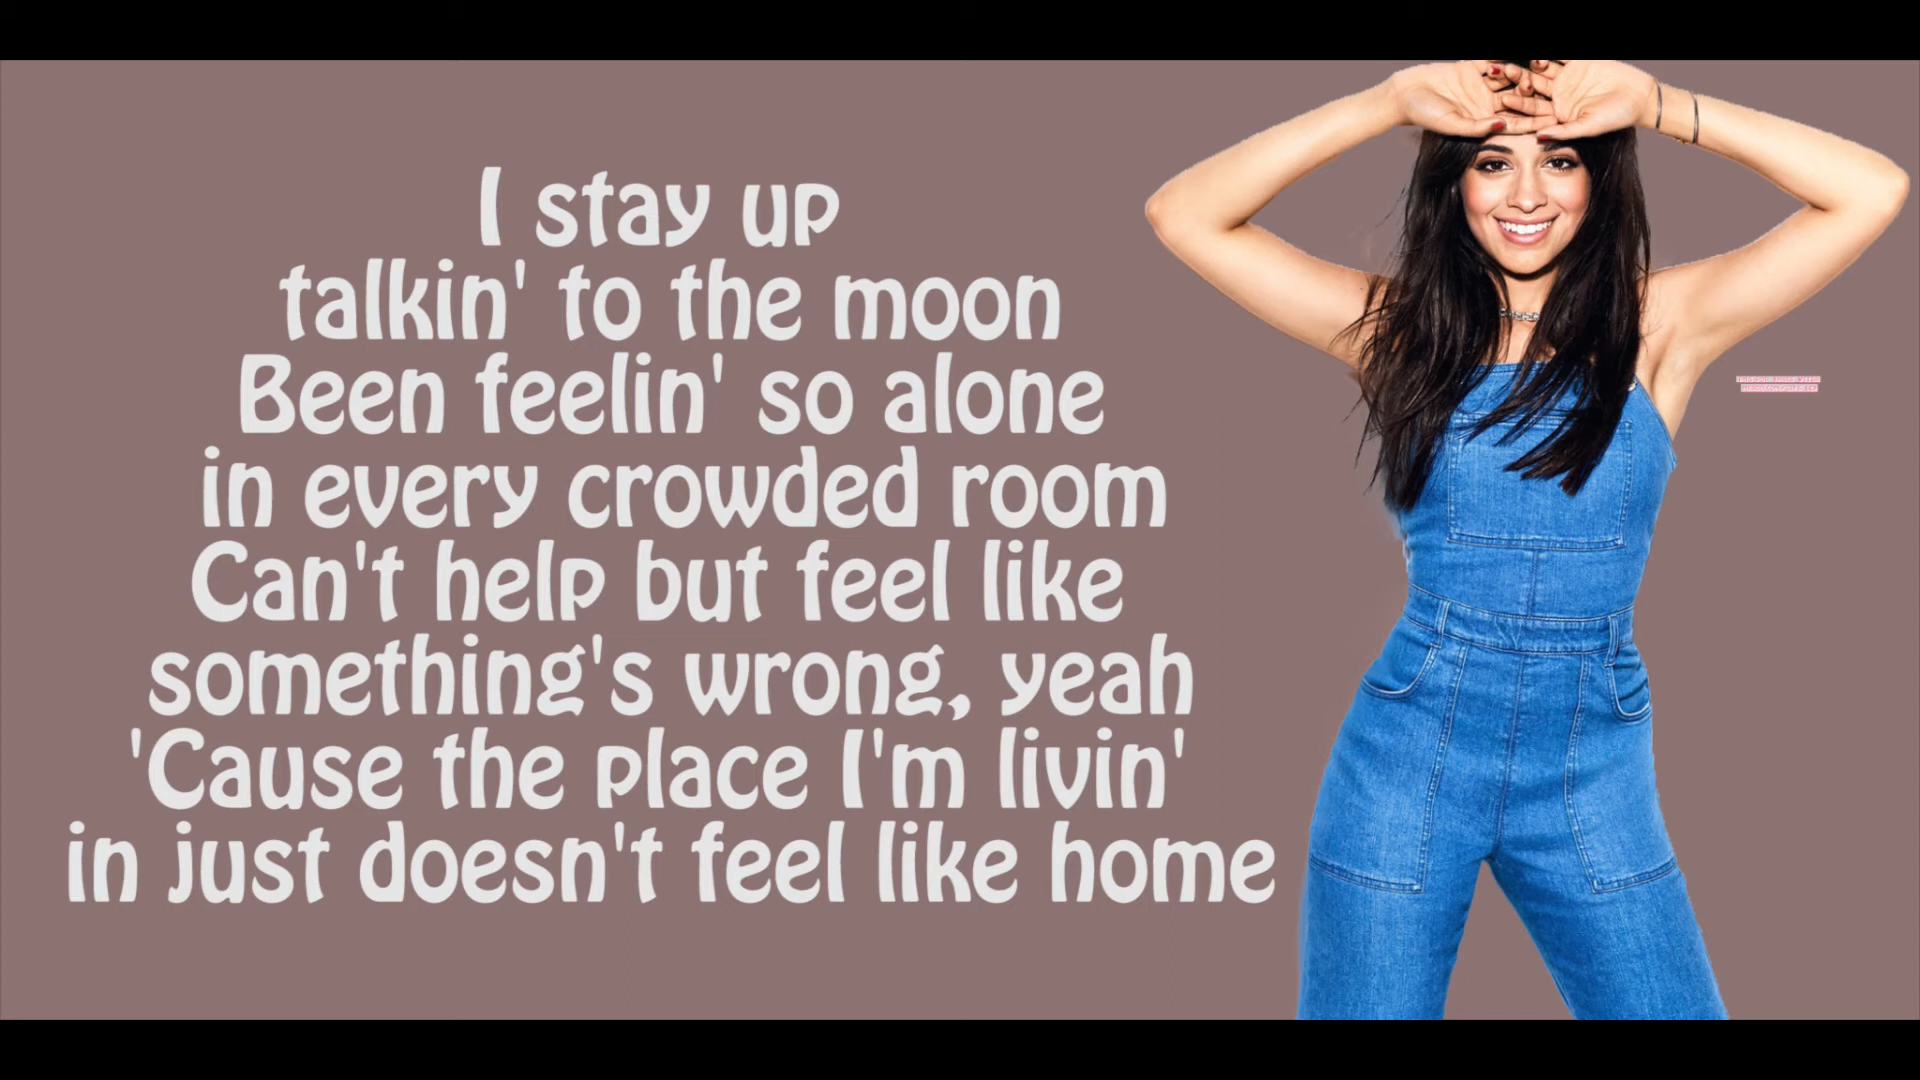 I stay up
talkin' to the moon
Been feelin' so alone
in every crowded room
Can't help but feel like
something's wrong, yeah
'Cause the place I'm livin'
in just doesn't feel like home